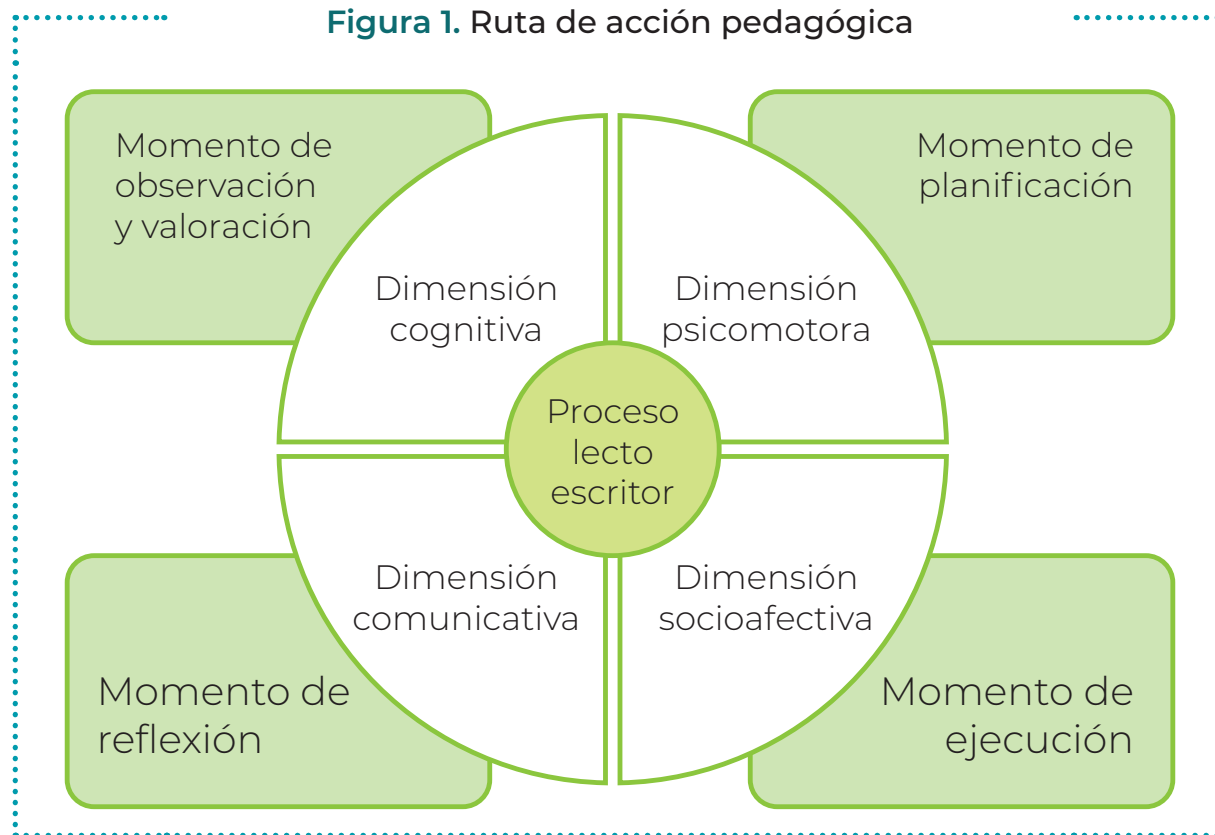 Figura 1. Ruta de acción pedagógica
Momento de
observación
y valoración
Momento de
planificación
Dimensión
cognitiva
Dimensión
psicomotora
Proceso
lecto
escritor
Dimensión
comunicativa
Dimensión
socioafectiva
Momento de
reflexión
Momento de
ejecución